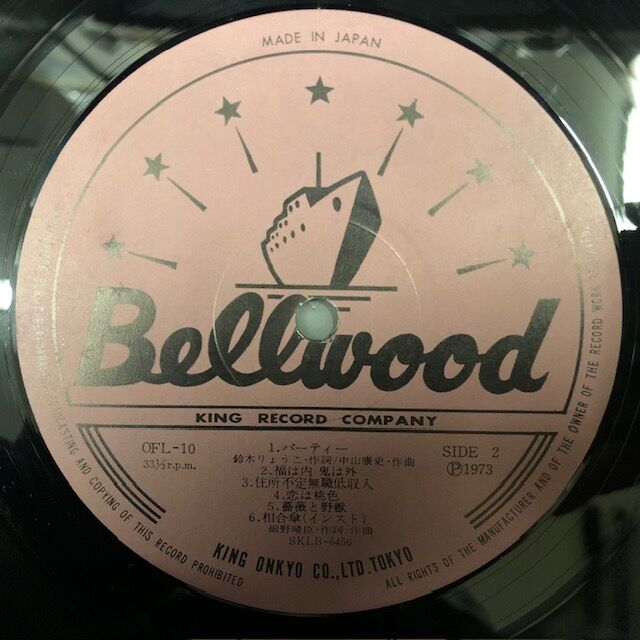 MADE IN JAPAN
Bellwood
KING RECORD COMPANY
OFL-10
33⅓r.p.m.
SIDE 2
Ⓟ1973
1.パーティー
鈴木りょうこ・作詞/中山康史・作曲
2.福は内 鬼は外
3.住所不定無職低収入
4.恋は桃色
5.薔薇と野獣
6.相合傘(インスト)
細野晴臣・作詞/作曲
SKLB-6456
KING ONKYO CO.,LTD.TOKYO
ALL RIGHTS OF THE MANUFACTURER AND OF THE OWNER OF THE RECORD WORK
BROADCASTING AND COPYING OF THIS RECORD PROHIBITED